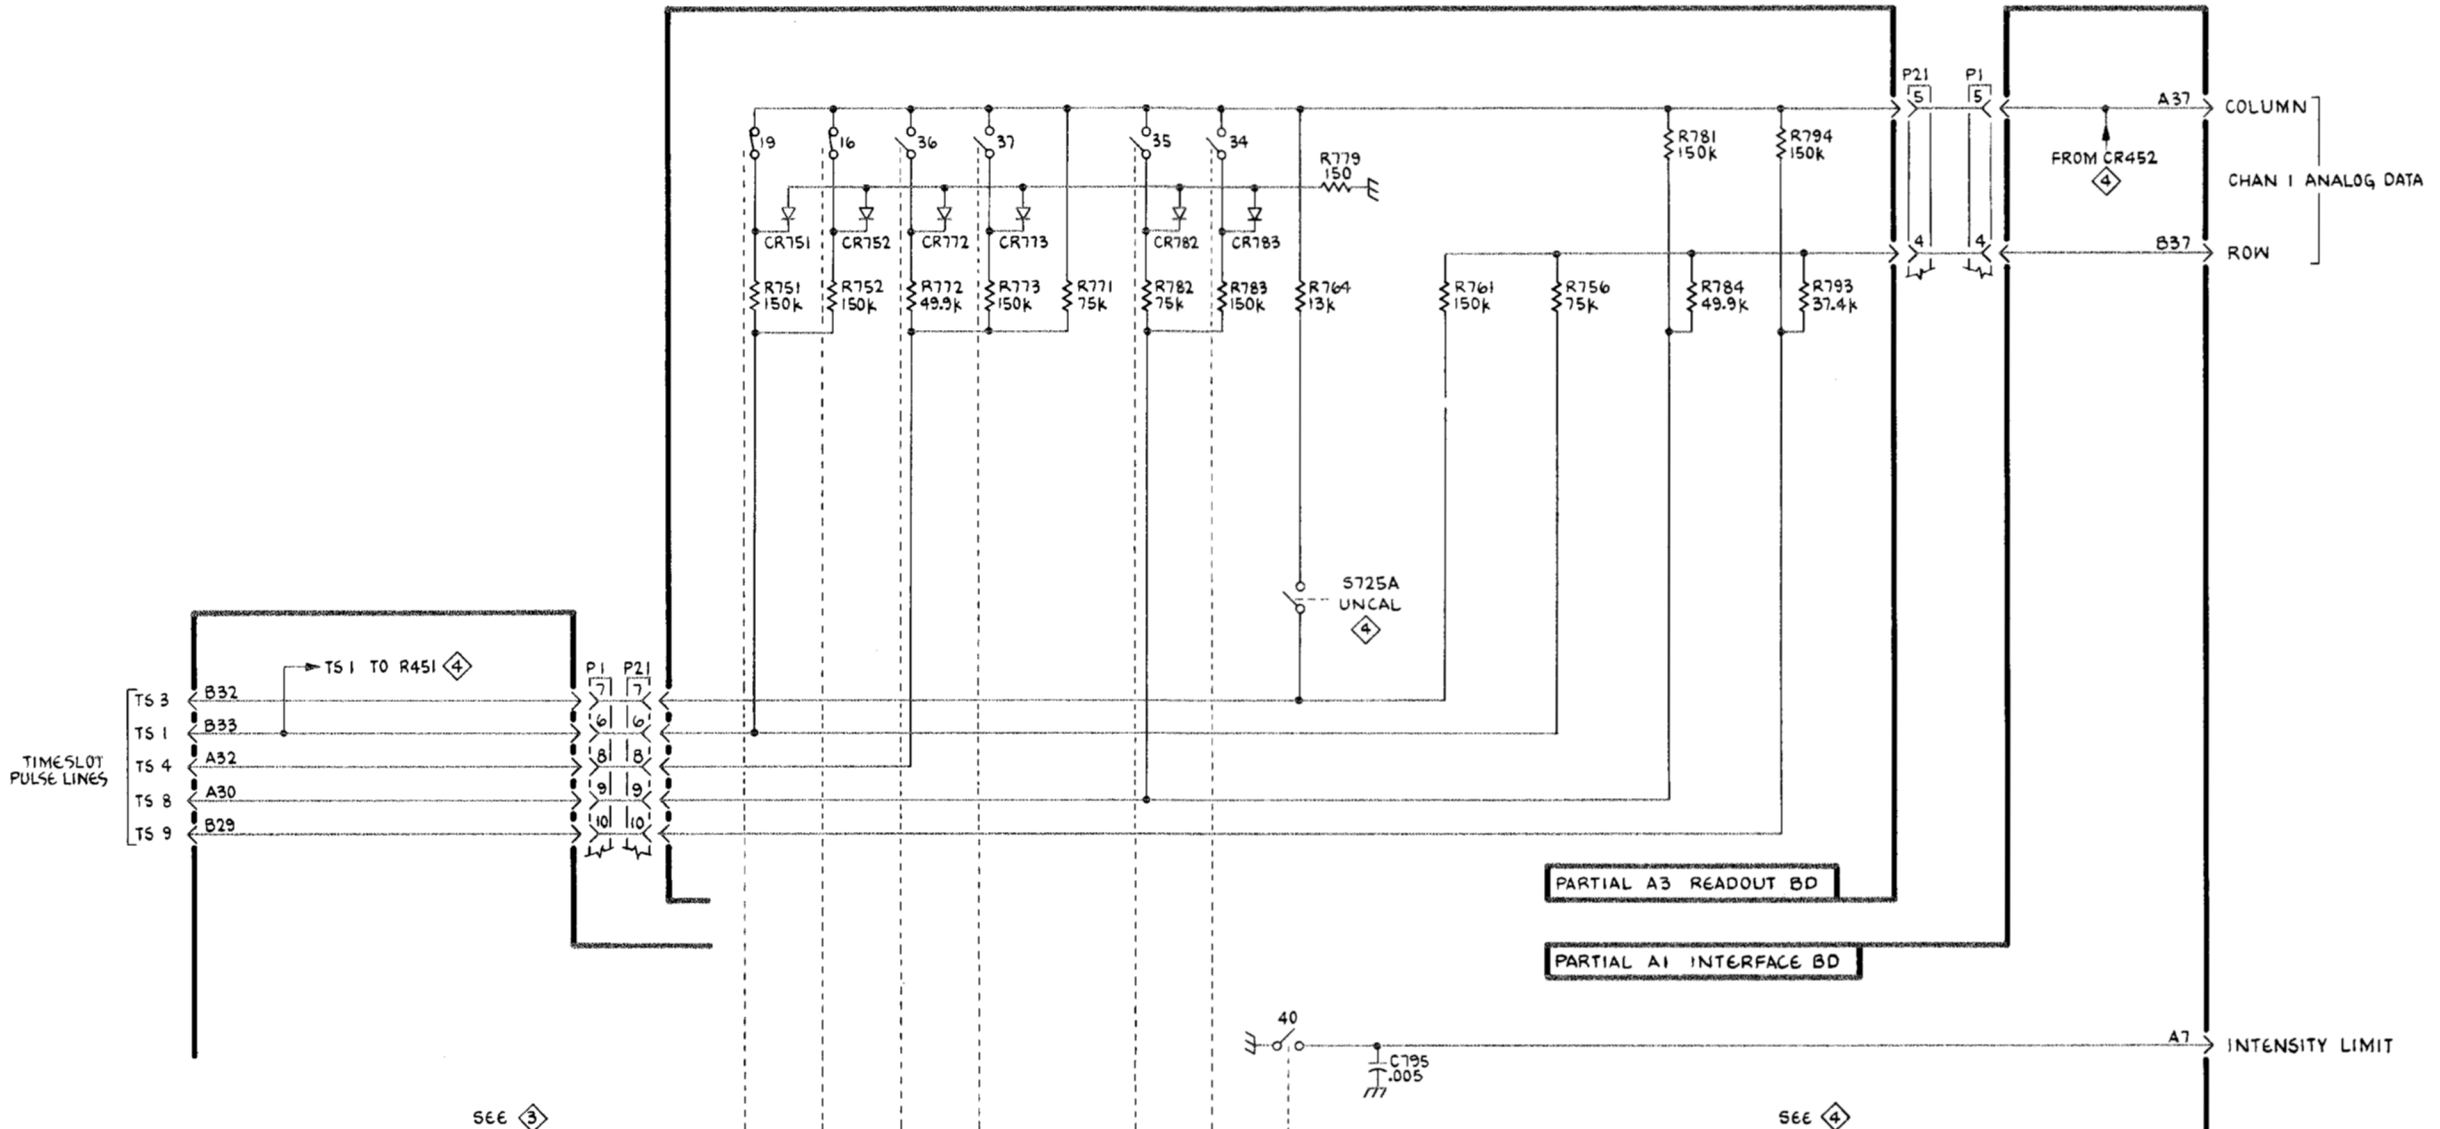 P21 P1
5 5 A37 COLUMN
19 16 36 37 35 34
R781
150k
R794
150k
R779
150
FROM CR452
4
CHAN 1 ANALOG DATA
CR751 CR752 CR772 CR773 CR782 CR783
4 4 B37 ROW
R751
150k
R752
150k
R772
49.9k
R773
150k
R771
75k
R782
75k
R783
150k
R764
13k
R761
150k
R756
75k
R784
49.9k
R793
37.4k
S725A
UNCAL
4
TS 1 TO R451 4
P1 P21
TS 3 B32 7 7
TS 1 B33 6 6
TS 4 A32 8 8
TS 8 A30 9 9
TS 9 B29 10 10
TIMESLOT
PULSE LINES
PARTIAL A3 READOUT BD
PARTIAL A1 INTERFACE BD
40
A7 INTENSITY LIMIT
C795
.005
SEE 3
SEE 4